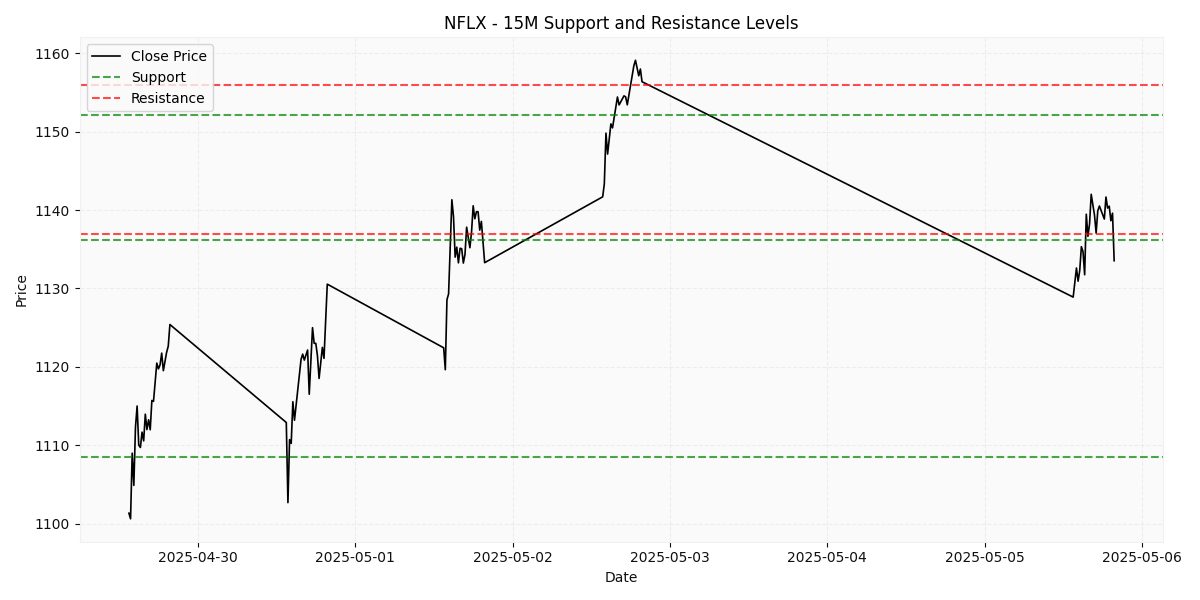 NFLX - 15M Support and Resistance Levels
Close Price
Support
Resistance
Price
1160
1150
1140
1130
1120
1110
1100
2025-04-30 2025-05-01 2025-05-02 2025-05-03 2025-05-04 2025-05-05 2025-05-06
Date